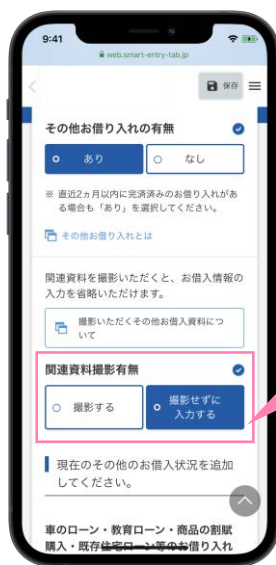 9:41
web.smart-entry-tab.jp
保存
その他お借り入れの有無
あり
なし
※ 直近2ヵ月以内に完済済みのお借り入れがあ
る場合も「あり」を選択してください。
その他お借り入れとは
関連資料を撮影いただくと、お借入情報の
入力を省略いただけます。
撮影いただくその他お借入資料につ
いて
関連資料撮影有無
撮影する
撮影せずに
入力する
現在のその他のお借入状況を追加
してください。
車のローン・教育ローン・商品の割賦
購入・既存住宅ローン等のお借り入れ